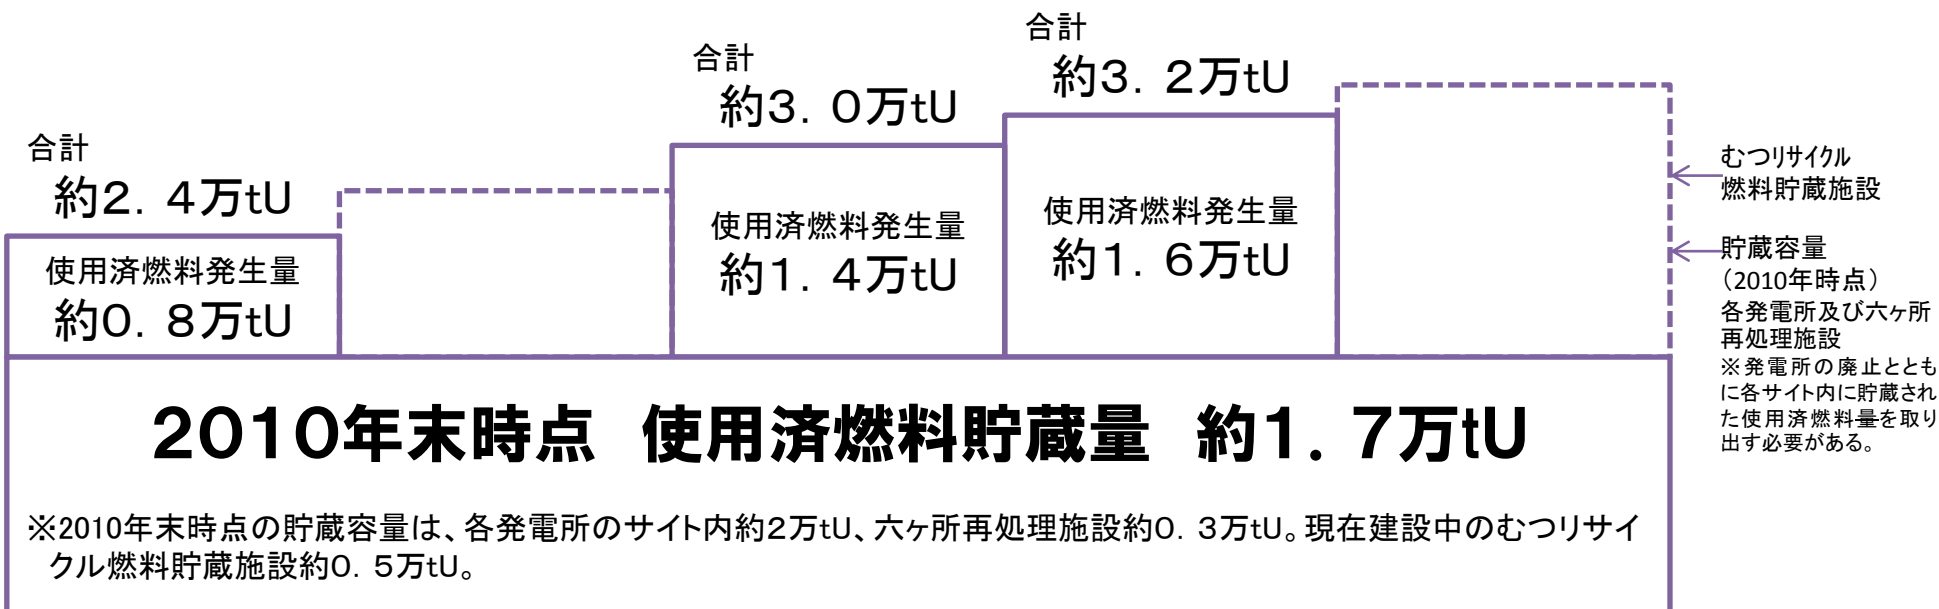 合計
約2．4万tU
使用済燃料発生量
約0．8万tU
合計
約3．0万tU
使用済燃料発生量
約1．4万tU
合計
約3．2万tU
使用済燃料発生量
約1．6万tU
むつリサイクル
燃料貯蔵施設
貯蔵容量
（2010年時点）
各発電所及び六ヶ所
再処理施設
※発電所の廃止ととも
に各サイト内に貯蔵され
た使用済燃料量を取り
出す必要がある。
2010年末時点　使用済燃料貯蔵量　約1．7万tU
※2010年末時点の貯蔵容量は、各発電所のサイト内約2万tU、六ヶ所再処理施設約0．3万tU。現在建設中のむつリサイ
クル燃料貯蔵施設約0．5万tU。